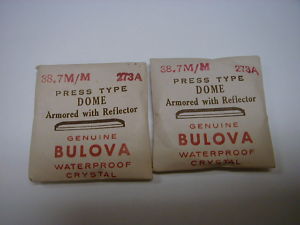 38.7M/M 273A
PRESS TYPE
DOME
Armored with Reflector
GENUINE
BULOVA
WATERPROOF
CRYSTAL
38.7M/M 273A
PRESS TYPE
DOME
Armored with Reflector
GENUINE
BULOVA
WATERPROOF
CRYSTAL